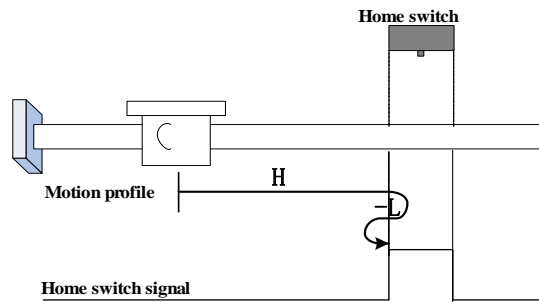 Home switch
H
Motion profile
-L
Home switch signal